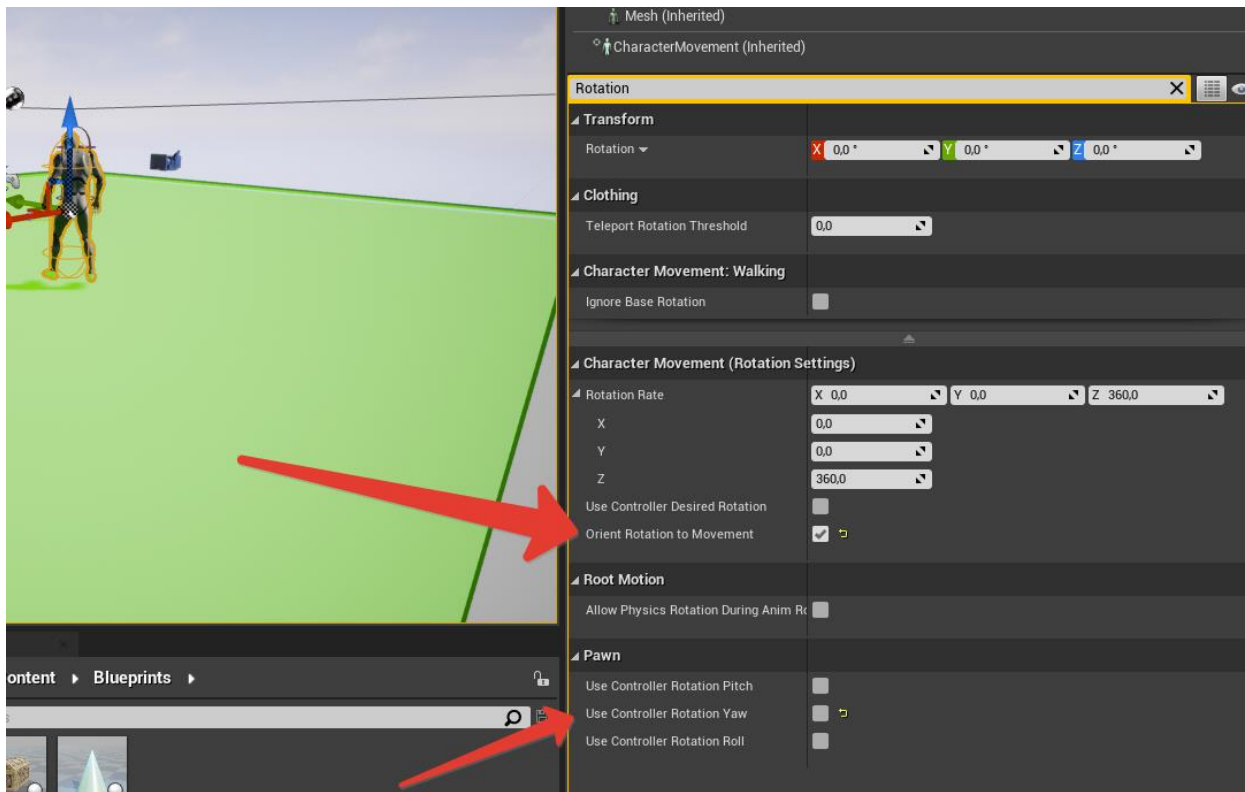 Mesh (Inherited)
CharacterMovement (Inherited)
Rotation
Transform
Rotation X 0,0 ° Y 0,0 ° Z 0,0 °
Clothing
Teleport Rotation Threshold 0,0
Character Movement: Walking
Ignore Base Rotation
Character Movement (Rotation Settings)
Rotation Rate X 0,0 Y 0,0 Z 360,0
X 0,0
Y 0,0
Z 360,0
Use Controller Desired Rotation
Orient Rotation to Movement
Root Motion
Allow Physics Rotation During Anim Ro
Pawn
Use Controller Rotation Pitch
Use Controller Rotation Yaw
Use Controller Rotation Roll
ontent Blueprints